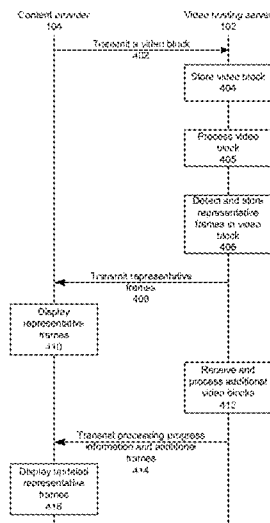 Content provider
104
Video hosting server
102
Transmit a video block
402
Store video block
404
Process video
block
405
Detect and store
representative
frames in video
block
406
Transmit representative
frames
408
Display
representative
frames
410
Receive and
process additional
video blocks
412
Transmit processing progress
information and additional
frames
414
Display updated
representative
frames
416